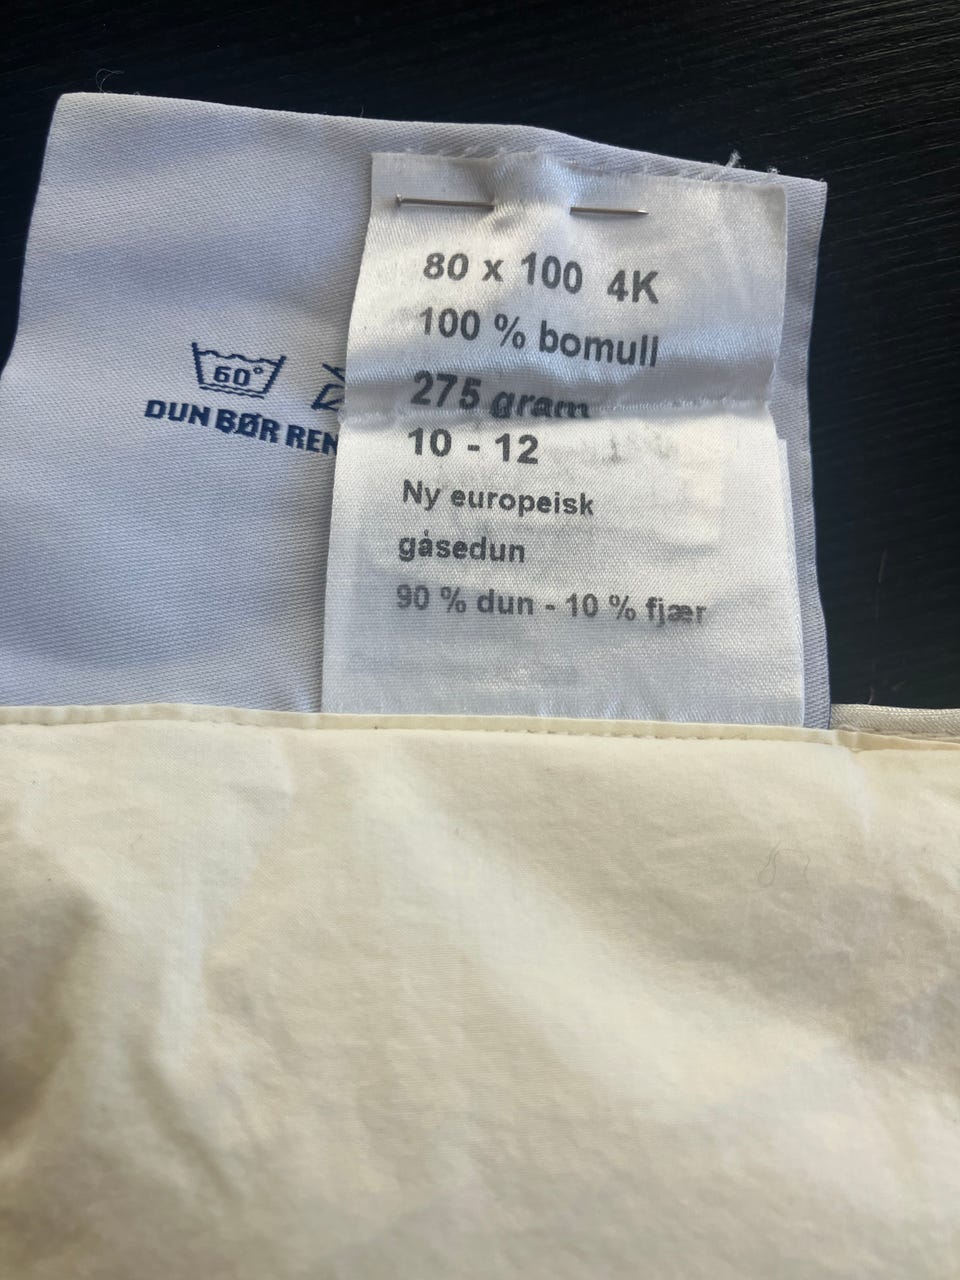 80 x 100 4K
100 % bomull
275 gram
10 - 12
Ny europeisk
gåsedun
90 % dun - 10 % fjær
60°
DUN BØR REN